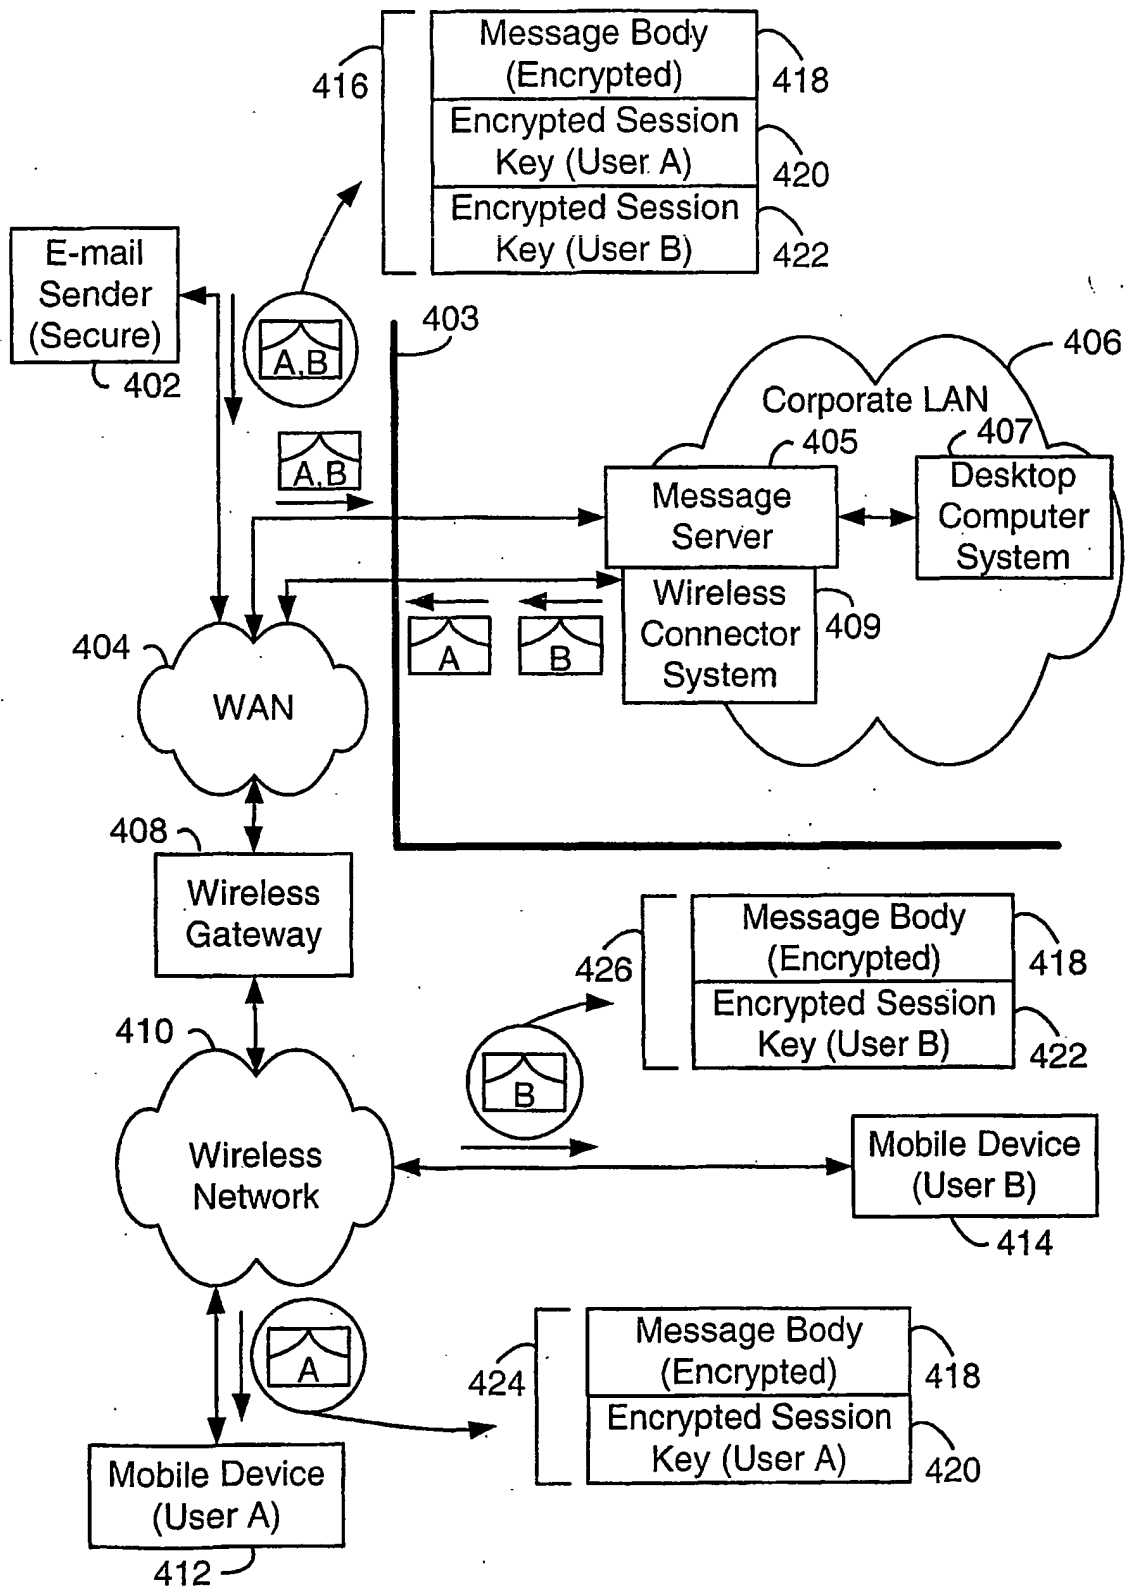 Message Body
(Encrypted)
416
418
Encrypted Session
Key (User A)
420
Encrypted Session
Key (User B)
422
E-mail
Sender
(Secure)
402
A,B
403
406
Corporate LAN
405
407
A,B
Message
Server
Desktop
Computer
System
Wireless
Connector
System
409
A
B
404
WAN
408
Wireless
Gateway
Message Body
(Encrypted)
426
418
Encrypted Session
Key (User B)
422
410
B
Wireless
Network
Mobile Device
(User B)
414
A
Message Body
(Encrypted)
424
418
Encrypted Session
Key (User A)
420
Mobile Device
(User A)
412